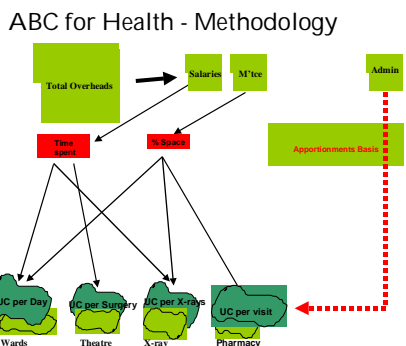 ABC for Health - Methodology
Total Overheads
Salaries
M'tce
Admin
Time
spent
% Space
Apportionments Basis
UC per Day
UC per Surgery
UC per X-rays
UC per visit
Wards
Theatre
X-ray
Pharmacy